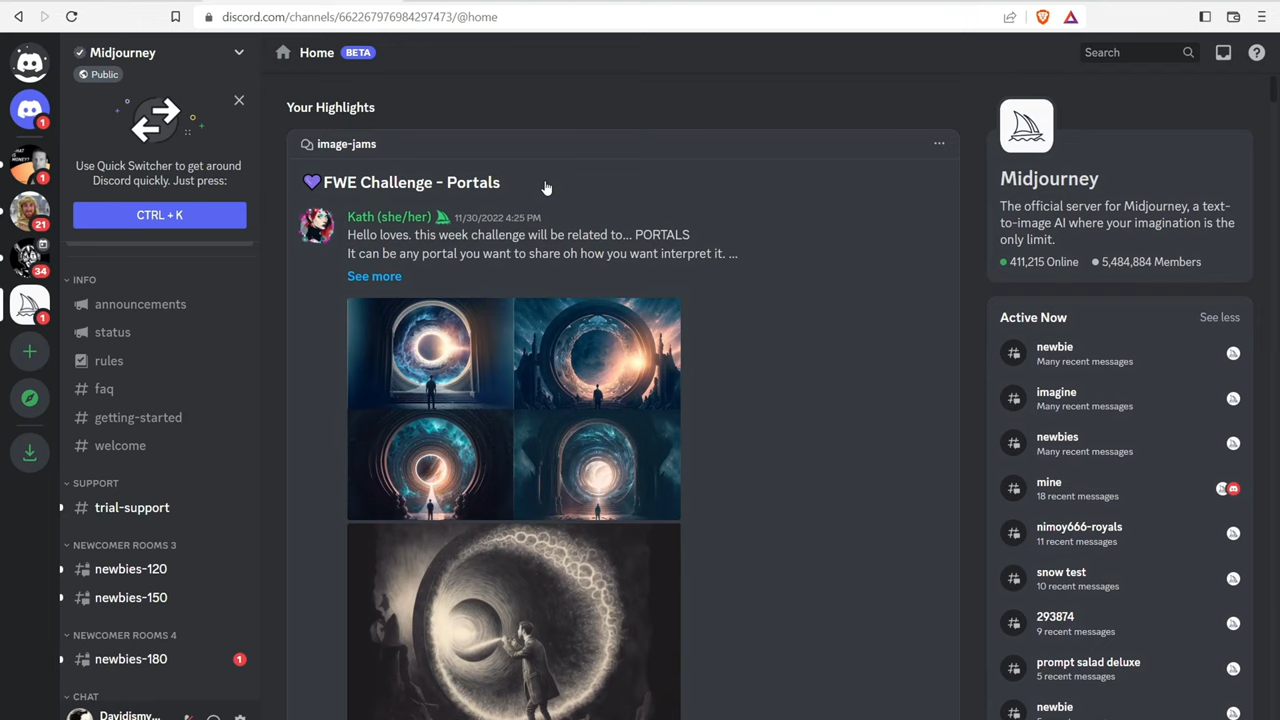 discord.com/channels/662267976984297473/@home
Midjourney
Public
Use Quick Switcher to get around
Discord quickly. Just press:
CTRL + K
INFO
announcements
status
rules
faq
getting-started
welcome
SUPPORT
trial-support
NEWCOMER ROOMS 3
newbies-120
newbies-150
NEWCOMER ROOMS 4
newbies-180
1
CHAT
Davidismy...
1
1
21
34
1
Home BETA
Search
Your Highlights
image-jams
FWE Challenge - Portals
Kath (she/her) 11/30/2022 4:25 PM
Hello loves. this week challenge will be related to... PORTALS
It can be any portal you want to share oh how you want interpret it. ...
See more
Midjourney
The official server for Midjourney, a text-
to-image AI where your imagination is
the only limit.
411,215 Online 5,484,884 Members
Active Now See less
newbie
Many recent messages
imagine
Many recent messages
newbies
Many recent messages
mine
18 recent messages
nimoy666-royals
11 recent messages
snow test
10 recent messages
293874
9 recent messages
prompt salad deluxe
5 recent messages
newbie